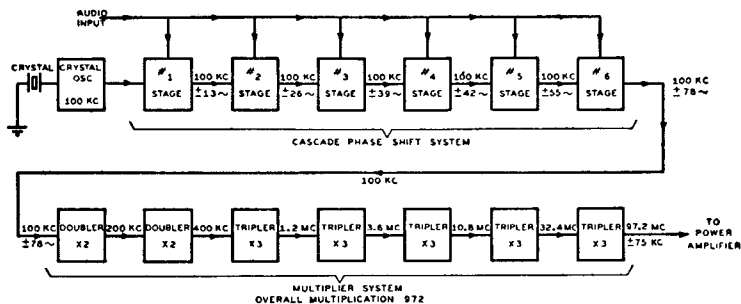 AUDIO INPUT
CRYSTAL
CRYSTAL OSC
100 KC
#1 STAGE
100 KC
±13~
#2 STAGE
100 KC
±26~
#3 STAGE
100 KC
±39~
#4 STAGE
100 KC
±42~
#5 STAGE
100 KC
±55~
#6 STAGE
100 KC
±78~
CASCADE PHASE SHIFT SYSTEM
100 KC
100 KC
±78~
DOUBLER X2
200 KC
DOUBLER X2
400 KC
TRIPLER X3
1.2 MC
TRIPLER X3
3.6 MC
TRIPLER X3
10.8 MC
TRIPLER X3
32.4 MC
TRIPLER X3
97.2 MC
±75 KC
TO POWER AMPLIFIER
MULTIPLIER SYSTEM
OVERALL MULTIPLICATION 972